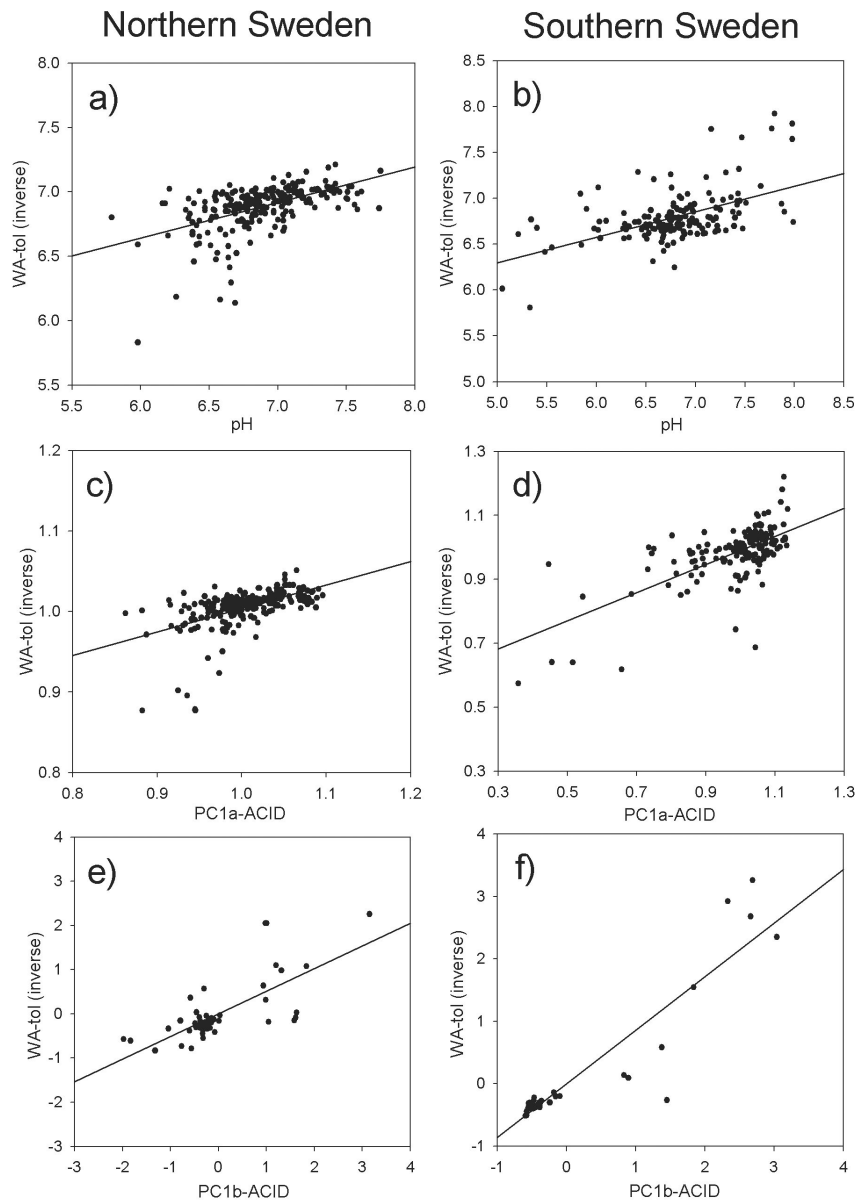 Northern Sweden
Southern Sweden
a)
WA-tol (inverse)
8.0
7.5
7.0
6.5
6.0
5.5
5.5 6.0 6.5 7.0 7.5 8.0
pH
b)
WA-tol (inverse)
8.5
8.0
7.5
7.0
6.5
6.0
5.5
5.0
5.0 5.5 6.0 6.5 7.0 7.5 8.0 8.5
pH
c)
WA-tol (inverse)
1.2
1.1
1.0
0.9
0.8
0.8 0.9 1.0 1.1 1.2
PC1a-ACID
d)
WA-tol (inverse)
1.3
1.1
0.9
0.7
0.5
0.3
0.3 0.5 0.7 0.9 1.1 1.3
PC1a-ACID
e)
WA-tol (inverse)
4
3
2
1
0
-1
-2
-3
-3 -2 -1 0 1 2 3 4
PC1b-ACID
f)
WA-tol (inverse)
4
3
2
1
0
-1
-1 0 1 2 3 4
PC1b-ACID